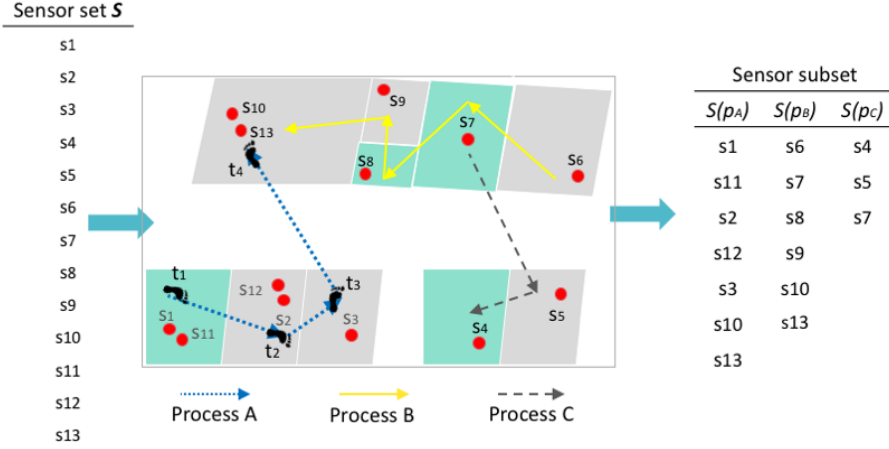 Sensor set S
s1
s2
s3
s4
s5
s6
s7
s8
s9
s10
s11
s12
s13
s10
s13
t4
s9
s8
s7
s6
t1
s1
s11
s12
s2
t2
t3
s3
s4
s5
Process A
Process B
Process C
Sensor subset
S(pA) S(pB) S(pC)
s1 s6 s4
s11 s7 s5
s2 s8 s7
s12 s9
s3 s10
s10 s13
s13